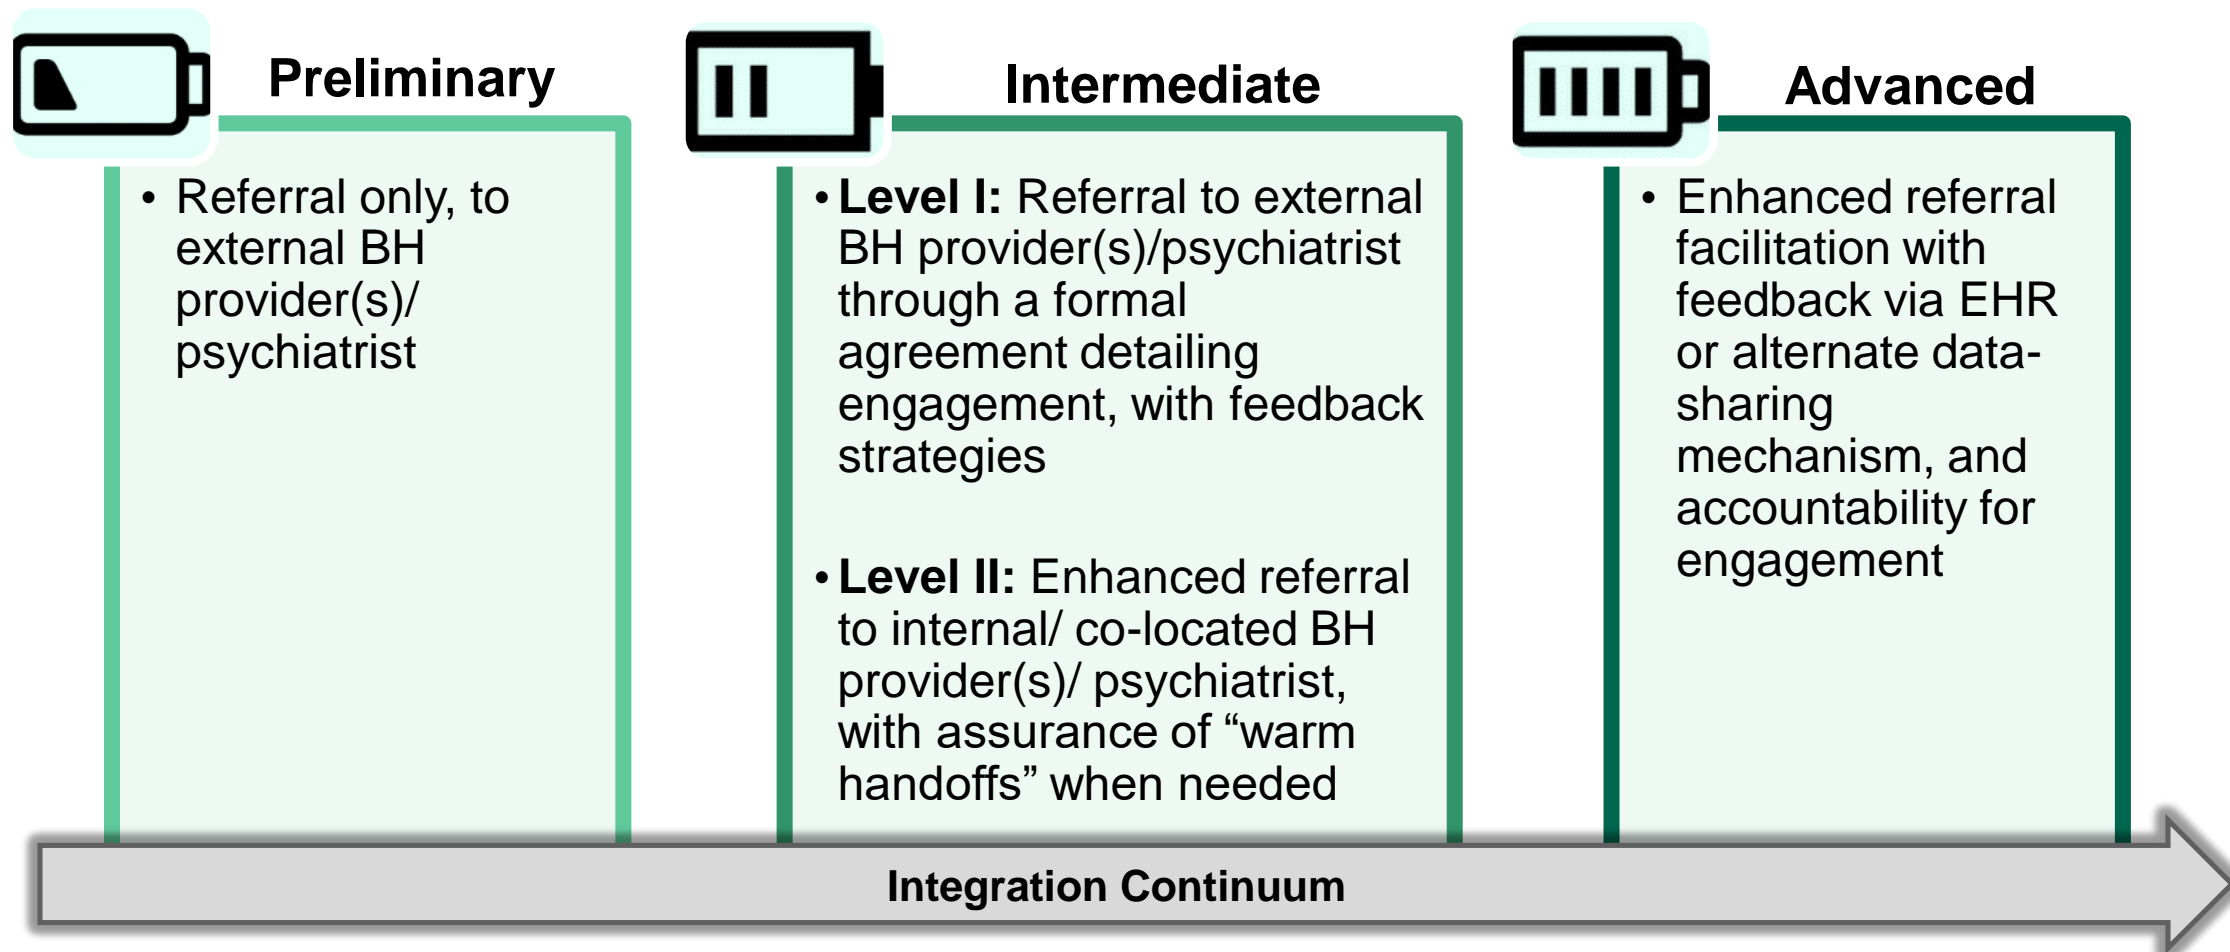 Preliminary
• Referral only, to
external BH
provider(s)/
psychiatrist
Intermediate
• Level I: Referral to external
BH provider(s)/psychiatrist
through a formal
agreement detailing
engagement, with feedback
strategies
• Level II: Enhanced referral
to internal/ co-located BH
provider(s)/ psychiatrist,
with assurance of “warm
handoffs” when needed
Advanced
• Enhanced referral
facilitation with
feedback via EHR
or alternate data-
sharing
mechanism, and
accountability for
engagement
Integration Continuum